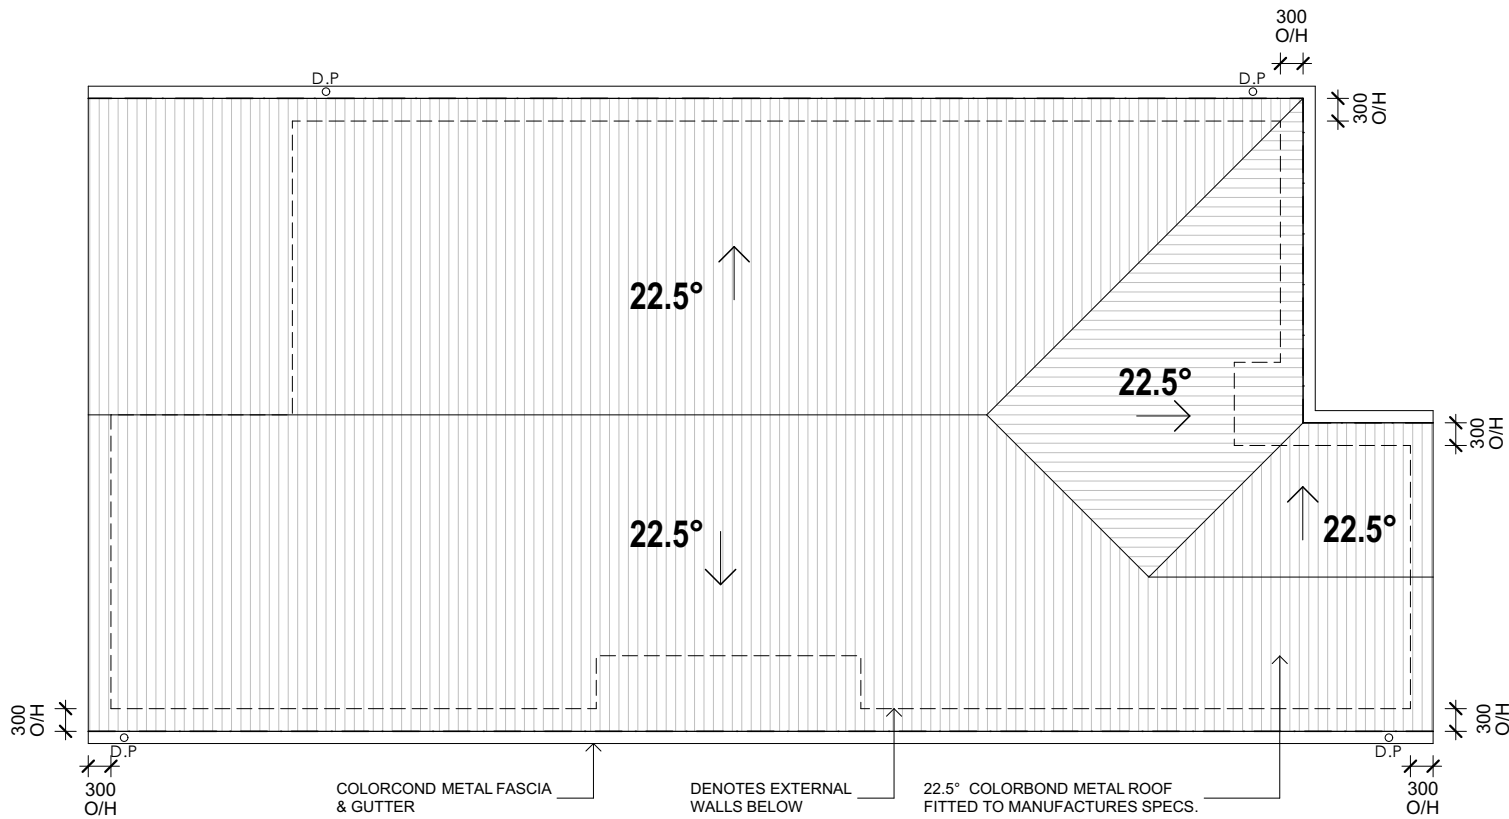 300
O/H
D.P
D.P
300
O/H
22.5°
22.5°
300
O/H
22.5°
22.5°
300
O/H
300
O/H
D.P
D.P
300
O/H
COLORCOND METAL FASCIA
& GUTTER
DENOTES EXTERNAL
WALLS BELOW
22.5° COLORBOND METAL ROOF
FITTED TO MANUFACTURES SPECS.
300
O/H